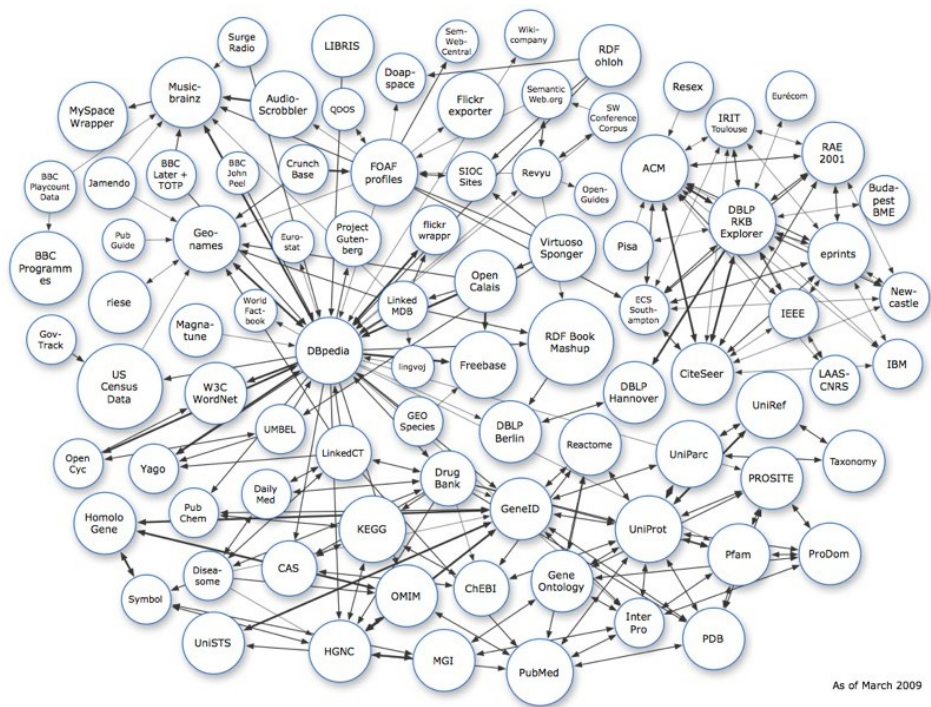 Surge
Radio
LIBRIS
Sem-
Web-
Central
Wiki-
company
RDF
ohloh
Doap-
space
Music-
brainz
Audio-
Scrobbler
QDOS
Flickr
exporter
Semantic
Web.org
SW
Conference
Corpus
Resex
Eurécom
MySpace
Wrapper
IRIT
Toulouse
RAE
2001
ACM
BBC
Playcount
Data
Jamendo
BBC
Later +
TOTP
BBC
John
Peel
Crunch
Base
FOAF
profiles
SIOC
Sites
Revyu
Open-
Guides
DBLP
RKB
Explorer
Buda-
pest
BME
Pub
Guide
Geo-
names
Euro-
stat
Project
Guten-
berg
flickr
wrappr
Virtuoso
Sponger
Pisa
eprints
BBC
Programm
es
riese
World
Fact-
book
Linked
MDB
Open
Calais
ECS
South-
ampton
IEEE
New-
castle
Gov-
Track
Magna-
tune
DBpedia
lingvoj
Freebase
RDF Book
Mashup
CiteSeer
LAAS-
CNRS
IBM
US
Census
Data
W3C
WordNet
DBLP
Hannover
UMBEL
GEO
Species
DBLP
Berlin
Reactome
UniRef
Open
Cyc
Yago
LinkedCT
UniParc
Taxonomy
Drug
Bank
Daily
Med
Pub
Chem
PROSITE
Homolo
Gene
KEGG
GeneID
UniProt
Pfam
ProDom
Disea-
some
CAS
Symbol
OMIM
ChEBI
Gene
Ontology
Inter
Pro
UniSTS
HGNC
MGI
PubMed
PDB
As of March 2009